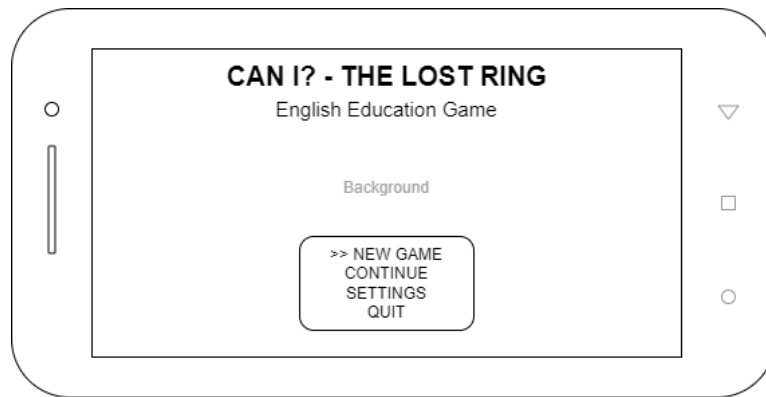 CAN I? - THE LOST RING
English Education Game
Background
>> NEW GAME
CONTINUE
SETTINGS
QUIT